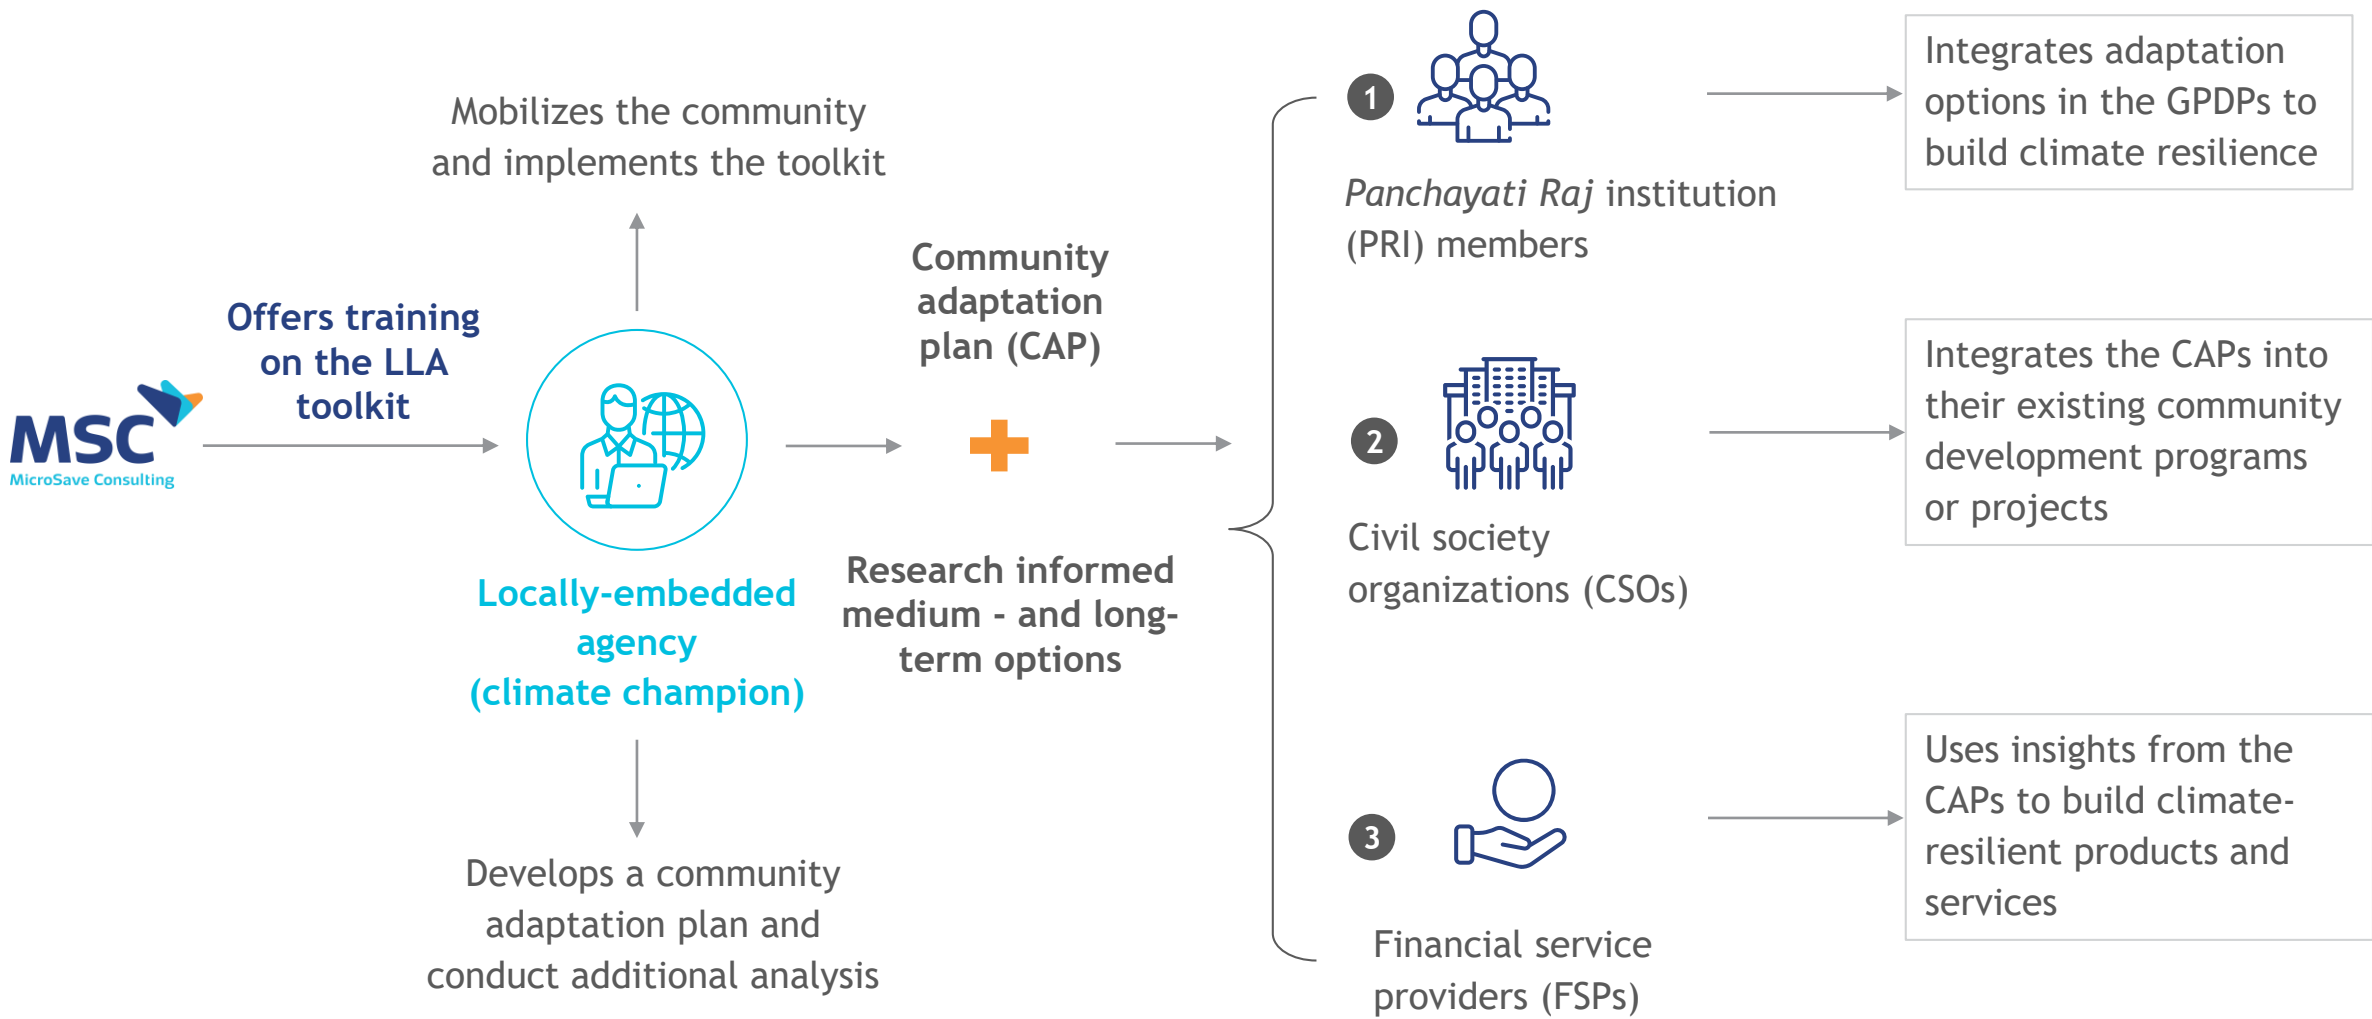 MSC
MicroSave Consulting
Offers training
on the LLA
toolkit
Mobilizes the community
and implements the toolkit
Locally-embedded
agency
(climate champion)
Develops a community
adaptation plan and
conduct additional analysis
Community
adaptation
plan (CAP)
Research informed
medium - and long-
term options
1
Panchayati Raj institution
(PRI) members
Integrates adaptation
options in the GPDPs to
build climate resilience
2
Civil society
organizations (CSOs)
Integrates the CAPs into
their existing community
development programs
or projects
3
Financial service
providers (FSPs)
Uses insights from the
CAPs to build climate-
resilient products and
services